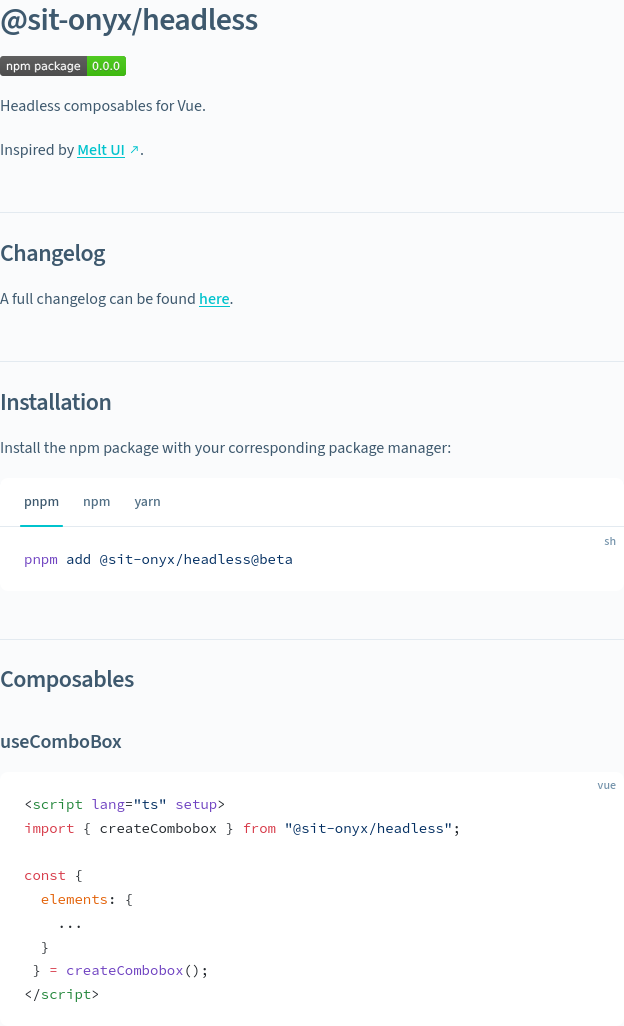 @sit-onyx/headless
npm package 0.0.0
Headless composables for Vue.
Inspired by Melt UI ↗.
Changelog
A full changelog can be found here.
Installation
Install the npm package with your corresponding package manager:
pnpm npm yarn
sh
pnpm add @sit-onyx/headless@beta
Composables
useComboBox
vue
<script lang="ts" setup>
import { createCombobox } from "@sit-onyx/headless";
const {
  elements: {
    ...
  }
 } = createCombobox();
</script>